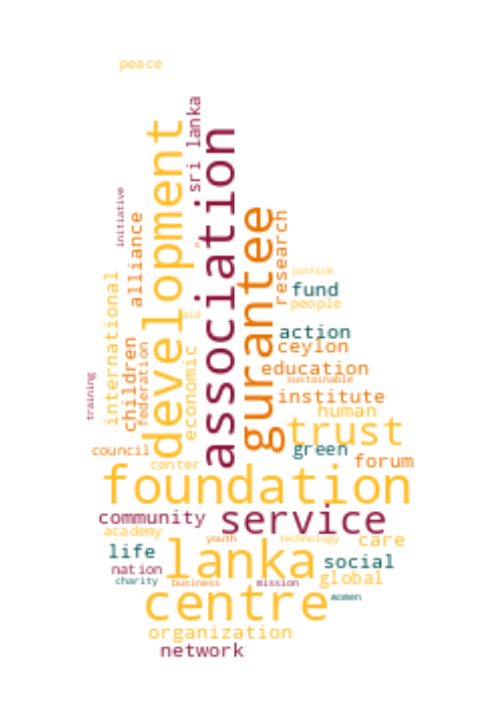 peace
sri lanka
development
association
initiative
alliance
gurantee
research
international
justice
fund
people
aid
action
ceylon
children
federation
economic
education
sustainable
training
institute
human
trust
council
green
center
forum
foundation
community
service
academy
youth
technology
care
life
lanka
social
nation
global
charity
business
mission
centre
women
organization
network